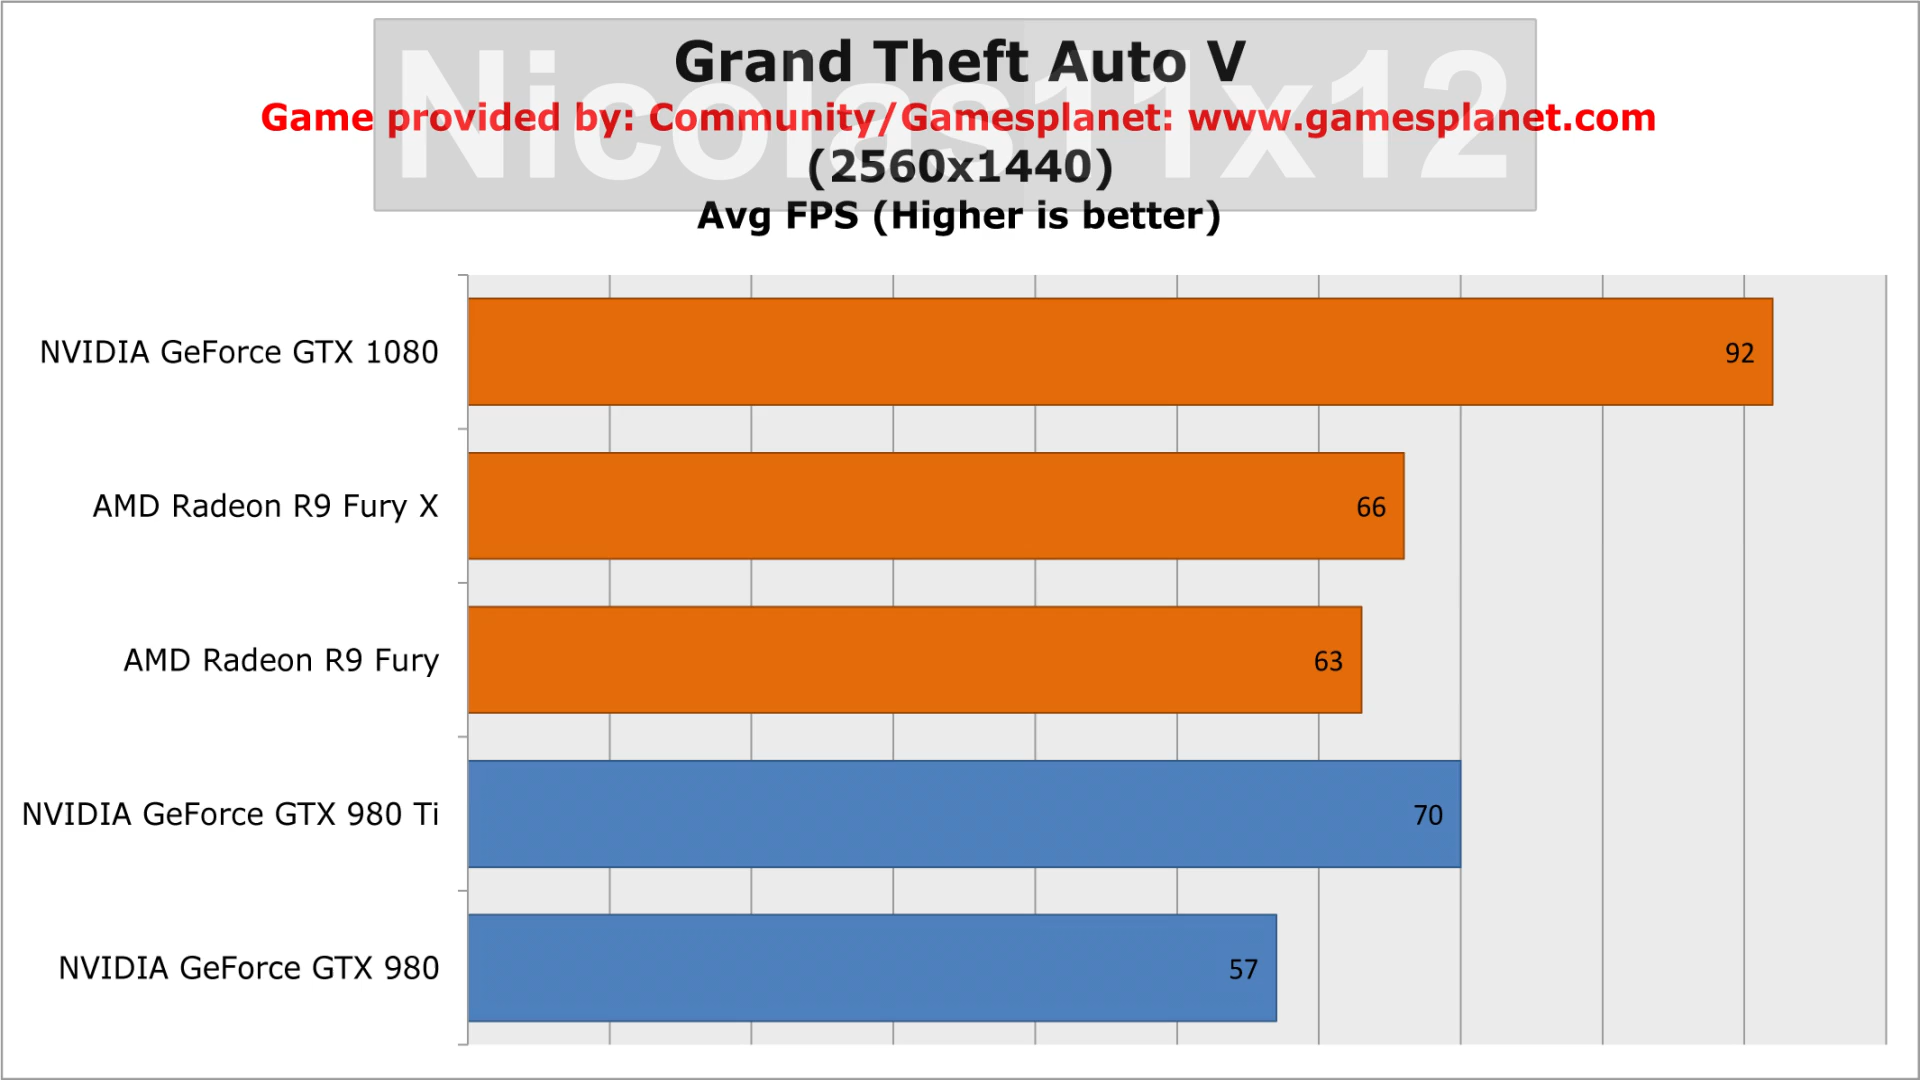 Nicolas11x12
Grand Theft Auto V
Game provided by: Community/Gamesplanet: www.gamesplanet.com
(2560x1440)
Avg FPS (Higher is better)
NVIDIA GeForce GTX 1080 92
AMD Radeon R9 Fury X 66
AMD Radeon R9 Fury 63
NVIDIA GeForce GTX 980 Ti 70
NVIDIA GeForce GTX 980 57